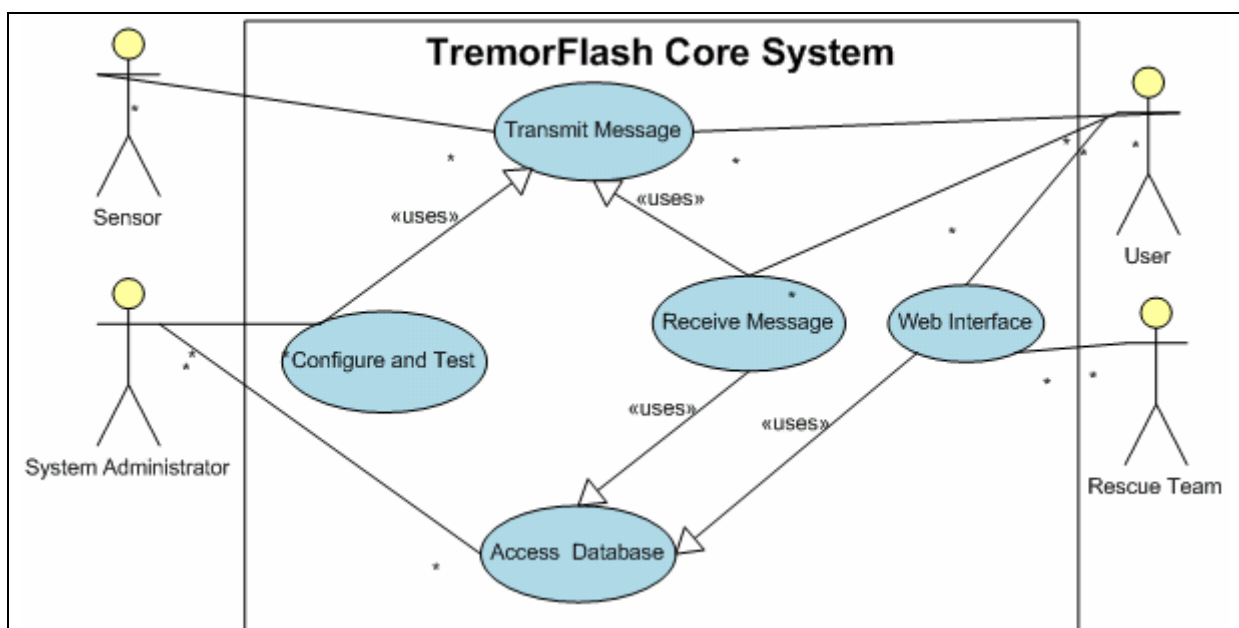 TremorFlash Core System
Transmit Message
*
*
*
*
*
*
Sensor
«uses»
«uses»
User
*
*
Receive Message
Web Interface
*
*
* Configure and Test
*
*
«uses»
«uses»
System Administrator
Rescue Team
Access Database
*